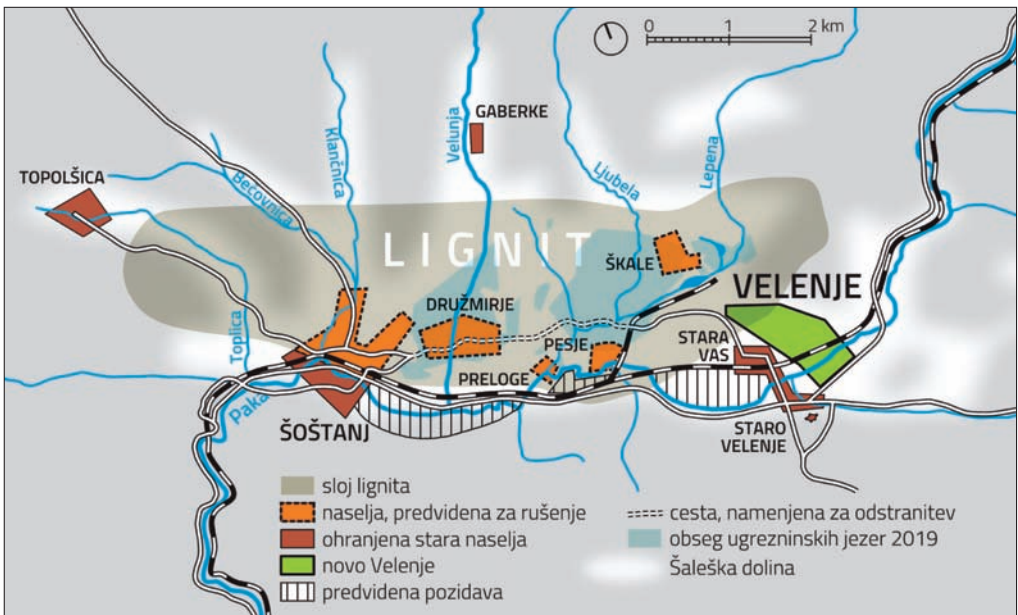 0 1 2 km
GABERKE
Klančnica
Velunja
Ljubela
Lepena
TOPOLŠICA
Bečovnica
LIGNIT
ŠKALE
VELENJE
DRUŽMIRJE
Toplica
PESJE
STARA
VAS
PRELOGE
Paka
ŠOŠTANJ
STARO
VELENJE
sloj lignita
naselja, predvidena za rušenje
ohranjena stara naselja
novo Velenje
predvidena pozidava
cesta, namenjena za odstranitev
obseg ugrezninskih jezer 2019
Šaleška dolina